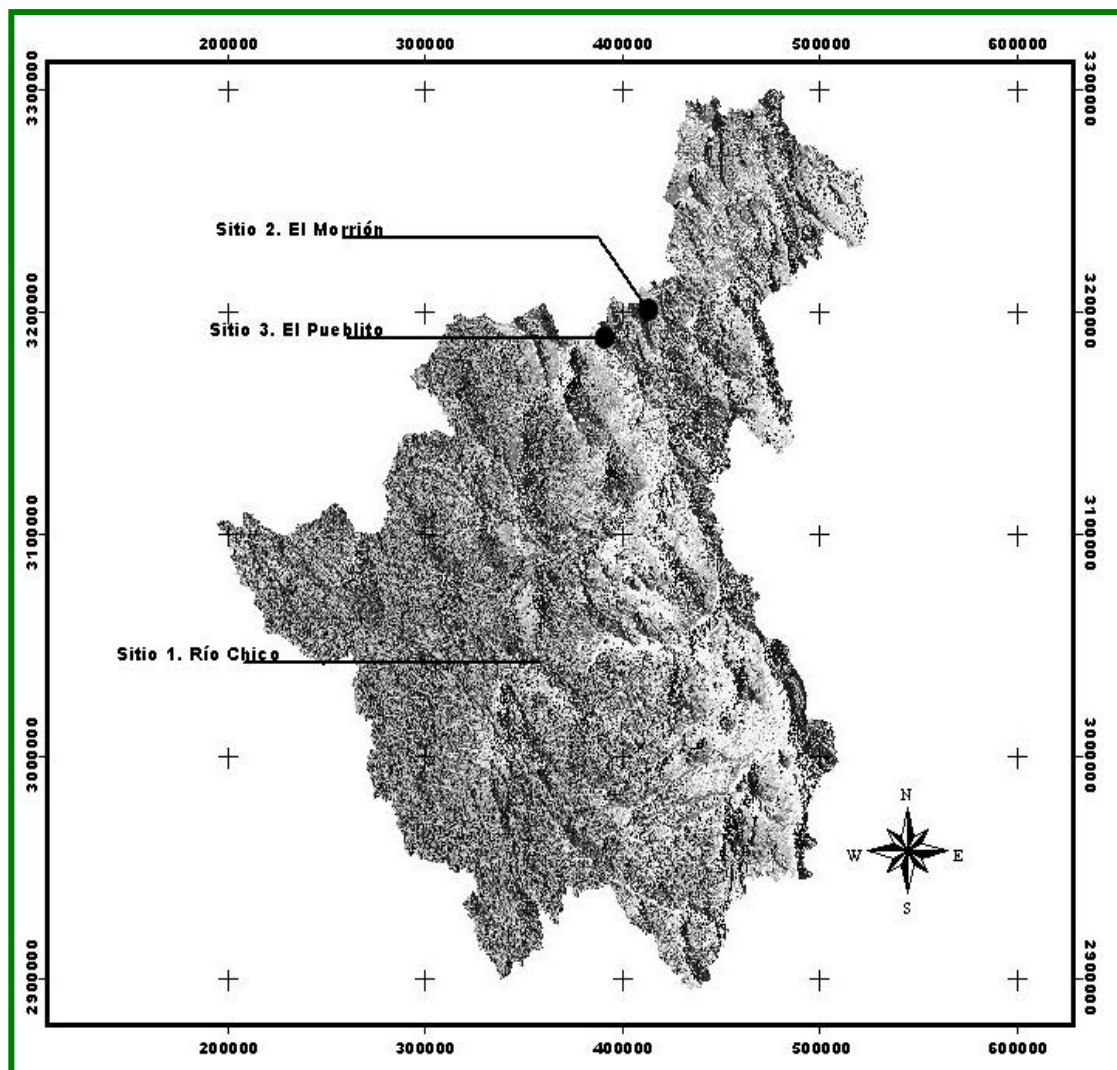 200000 300000 400000 500000 600000
3300000 3300000
Sitio 2. El Morrión
3200000 3200000
Sitio 3. El Pueblito
3100000 3100000
Sitio 1. Río Chico
3000000 3000000
N
W E
S
2900000 2900000
200000 300000 400000 500000 600000